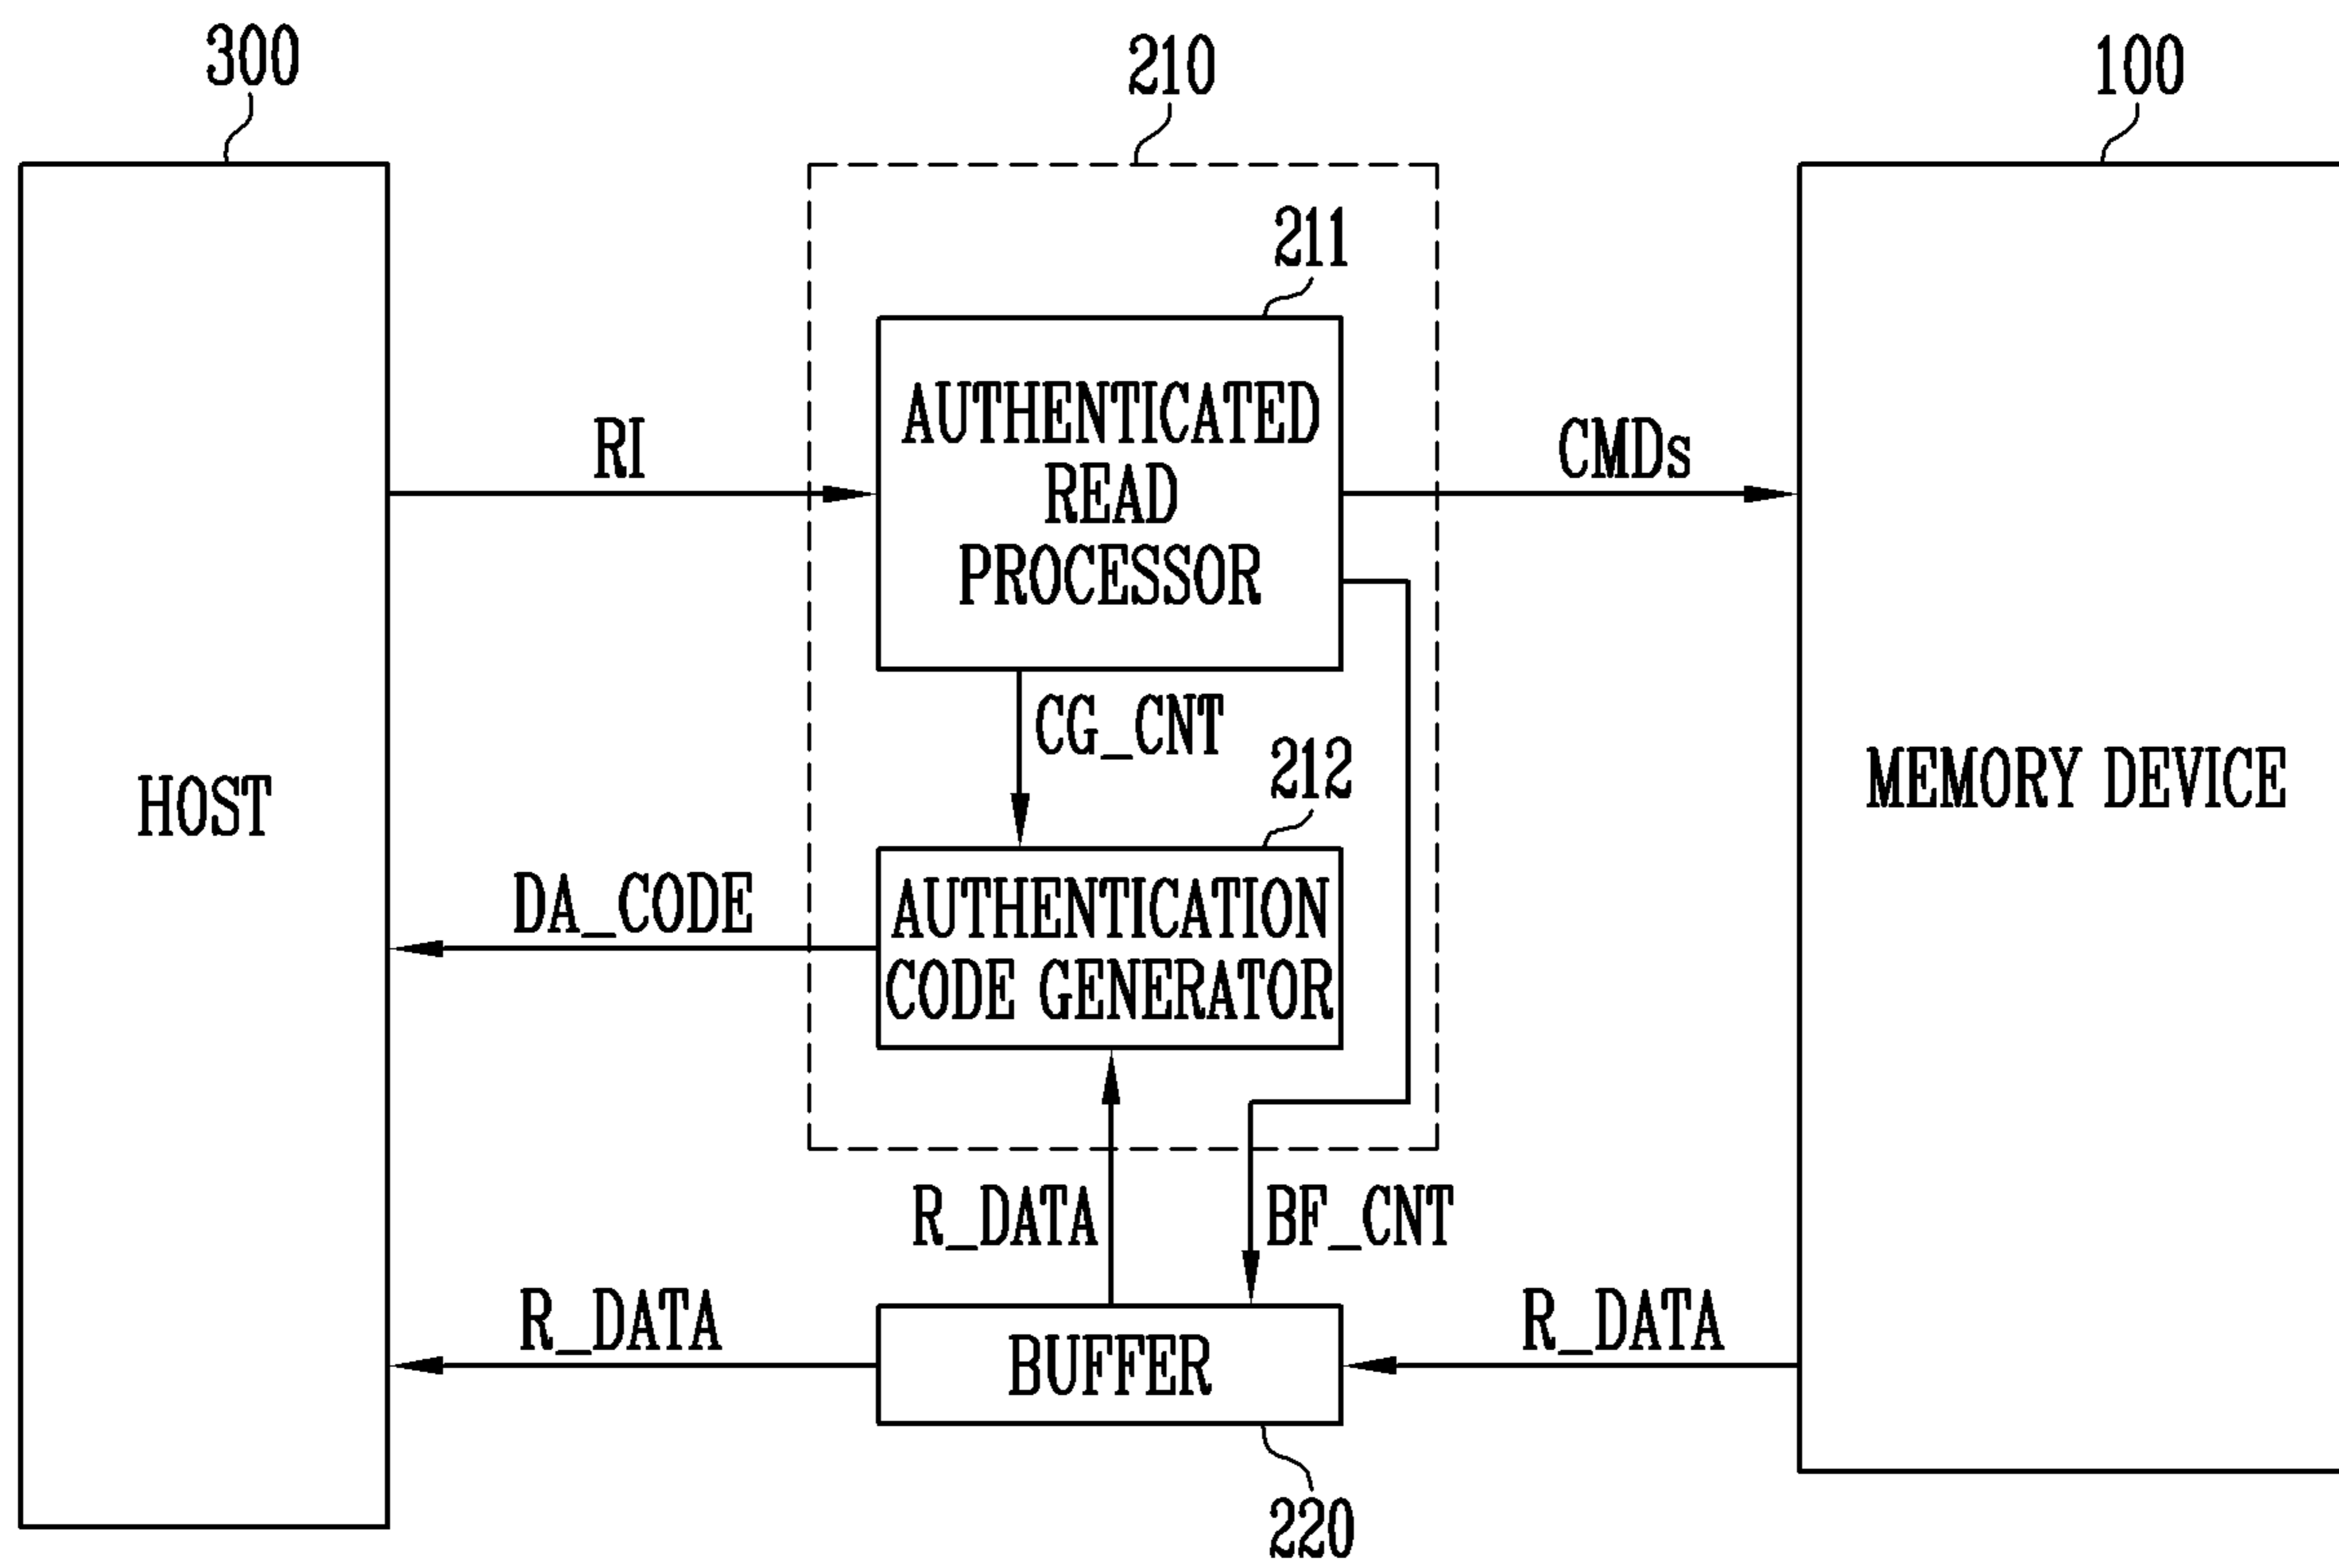 300
210
100
211
AUTHENTICATED
READ
PROCESSOR
RI
CMDs
CG_CNT
212
HOST
MEMORY DEVICE
DA_CODE
AUTHENTICATION
CODE GENERATOR
R_DATA
BF_CNT
R_DATA
BUFFER
R_DATA
220